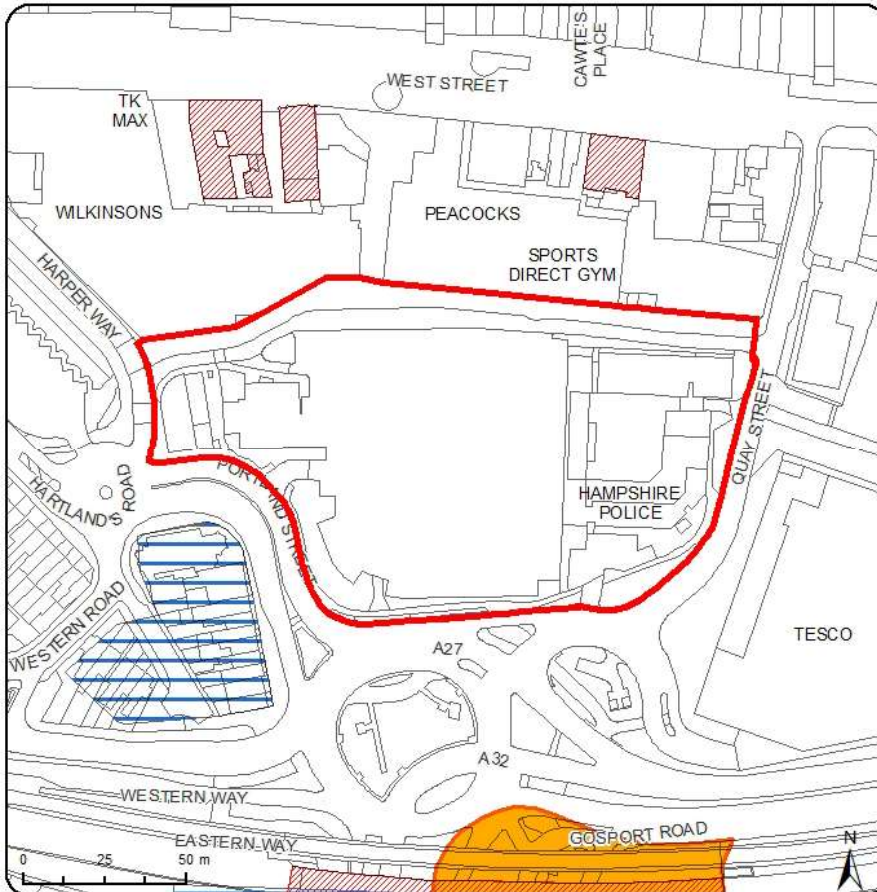 CAWTE'S
PLACE
WEST STREET
TK
MAX
WILKINSONS
PEACOCKS
SPORTS
DIRECT GYM
HARPER WAY
QUAY STREET
PORTLAND STREET
HARTLAND'S
ROAD
HAMPSHIRE
POLICE
WESTERN ROAD
TESCO
A27
A32
WESTERN WAY
GOSPORT ROAD
EASTERN WAY
N
0 25 50 m